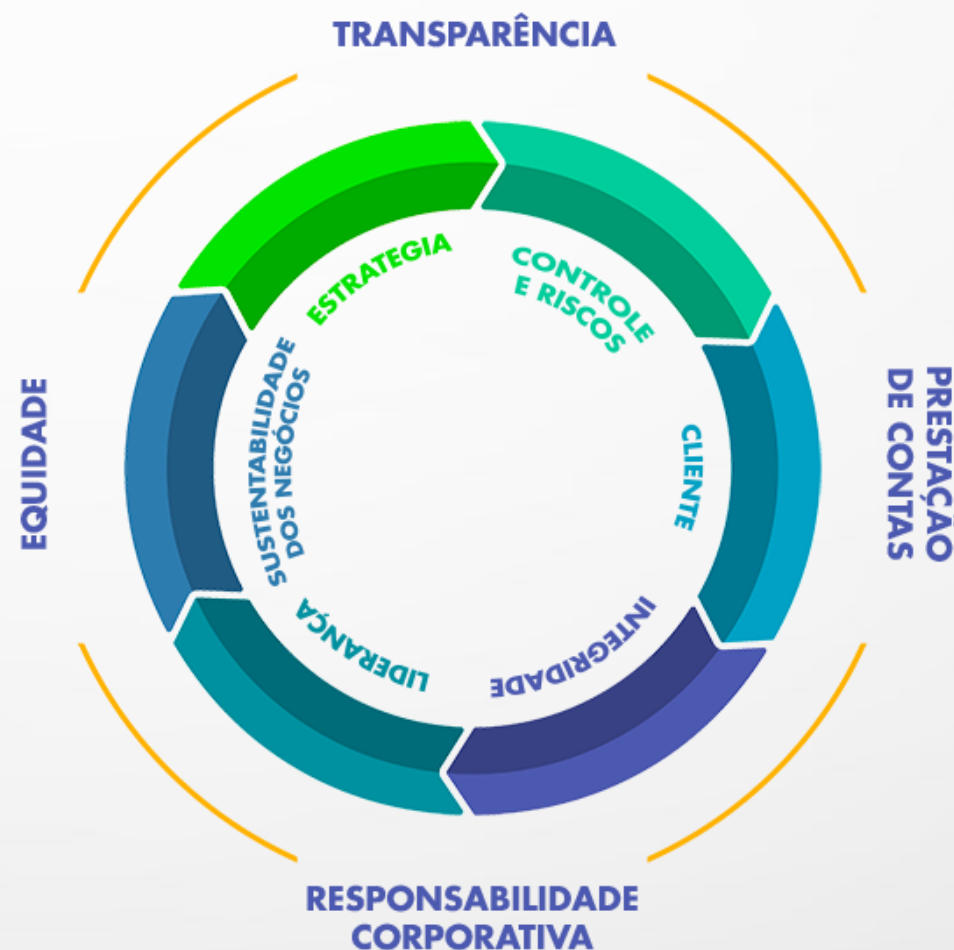 TRANSPARÊNCIA
ESTRATEGIA
CONTROLE
E RISCOS
CLIENTE
INTEGRIDADE
LIDERANÇA
SUSTENTABILIDADE
DOS NEGÓCIOS
EQUIDADE
PRESTAÇÃO
DE CONTAS
RESPONSABILIDADE
CORPORATIVA